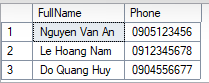 FullName Phone
1 Nguyen Van An 0905123456
2 Le Hoang Nam 0912345678
3 Do Quang Huy 0904556677